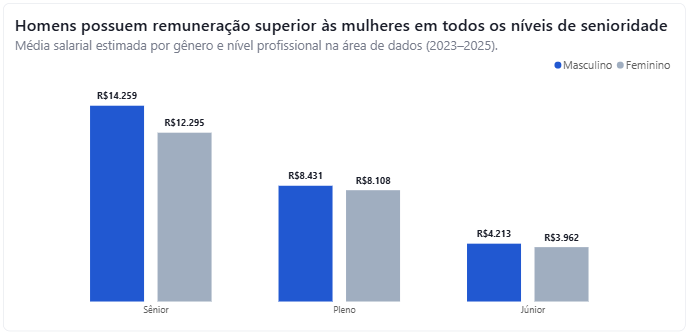 Homens possuem remuneração superior às mulheres em todos os níveis de senioridade
Média salarial estimada por gênero e nível profissional na área de dados (2023–2025).
Masculino Feminino
R$14.259
R$12.295
R$8.431
R$8.108
R$4.213
R$3.962
Sênior Pleno Júnior